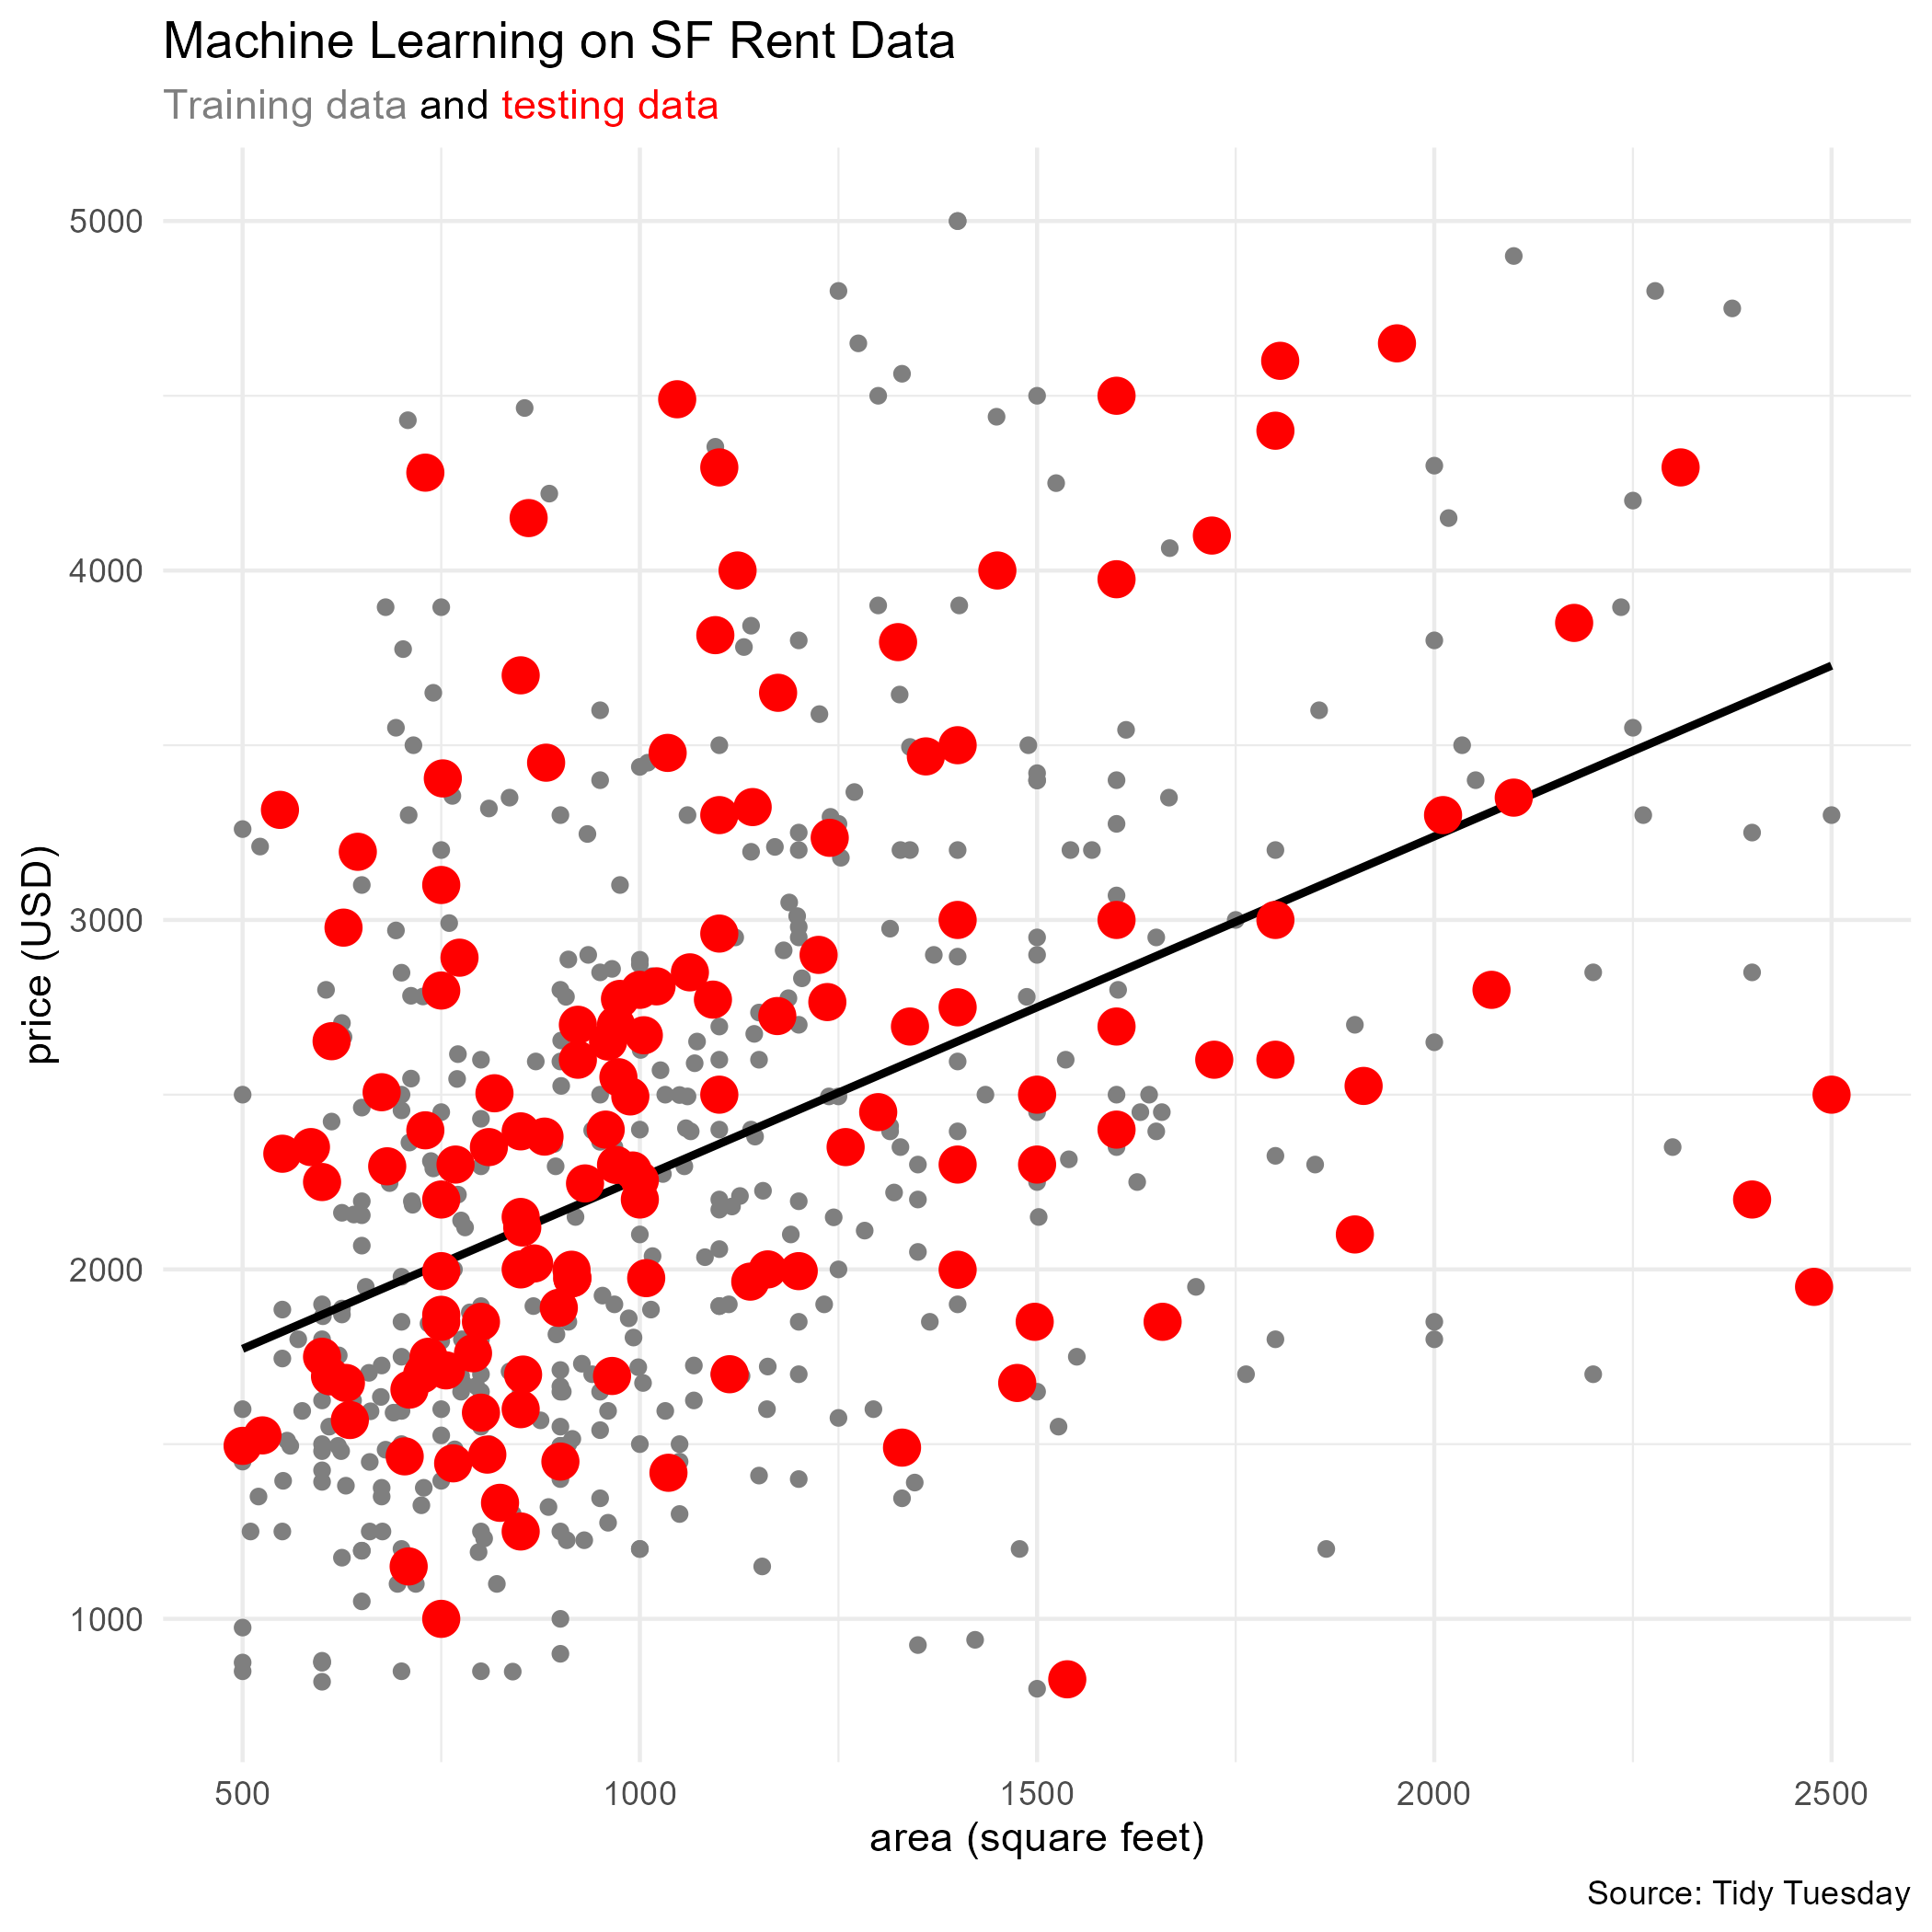 Machine Learning on SF Rent Data
Training data and testing data
5000
4000
3000
2000
1000
price (USD)
500 1000 1500 2000 2500
area (square feet)
Source: Tidy Tuesday